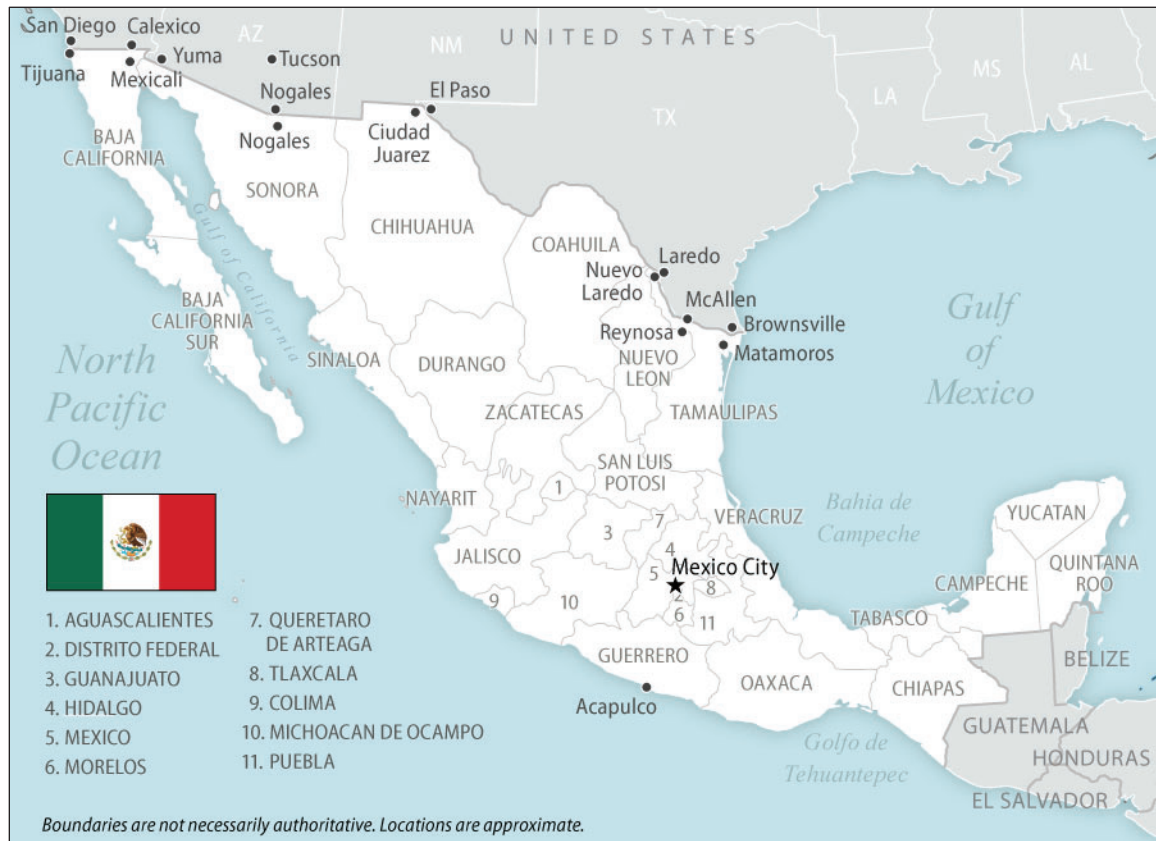 San Diego
Calexico
AZ
NM
UNITED STATES
MS
AL
Tijuana
Mexicali
Yuma
Tucson
LA
Nogales
El Paso
TX
Nogales
Ciudad
Juarez
BAJA
CALIFORNIA
SONORA
CHIHUAHUA
COAHUILA
Gulf of California
Nuevo
Laredo
Laredo
McAllen
BAJA
CALIFORNIA
SUR
Reynosa
Brownsville
Matamoros
Gulf
of
Mexico
North
Pacific
Ocean
SINALOA
DURANGO
NUEVO
LEON
ZACATECAS
TAMAULIPAS
SAN LUIS
POTOSI
1
NAYARIT
VERACRUZ
Bahia de
Campeche
YUCATAN
3
7
4
JALISCO
Mexico City
5
8
2
6
9
10
11
CAMPECHE
QUINTANA
ROO
TABASCO
BELIZE
GUERRERO
OAXACA
CHIAPAS
Acapulco
GUATEMALA
Golfo de
Tehuantepec
HONDURAS
EL SALVADOR
1. AGUASCALIENTES
2. DISTRITO FEDERAL
3. GUANAJUATO
4. HIDALGO
5. MEXICO
6. MORELOS
7. QUERETARO
DE ARTEAGA
8. TLAXCALA
9. COLIMA
10. MICHOACAN DE OCAMPO
11. PUEBLA
Boundaries are not necessarily authoritative. Locations are approximate.